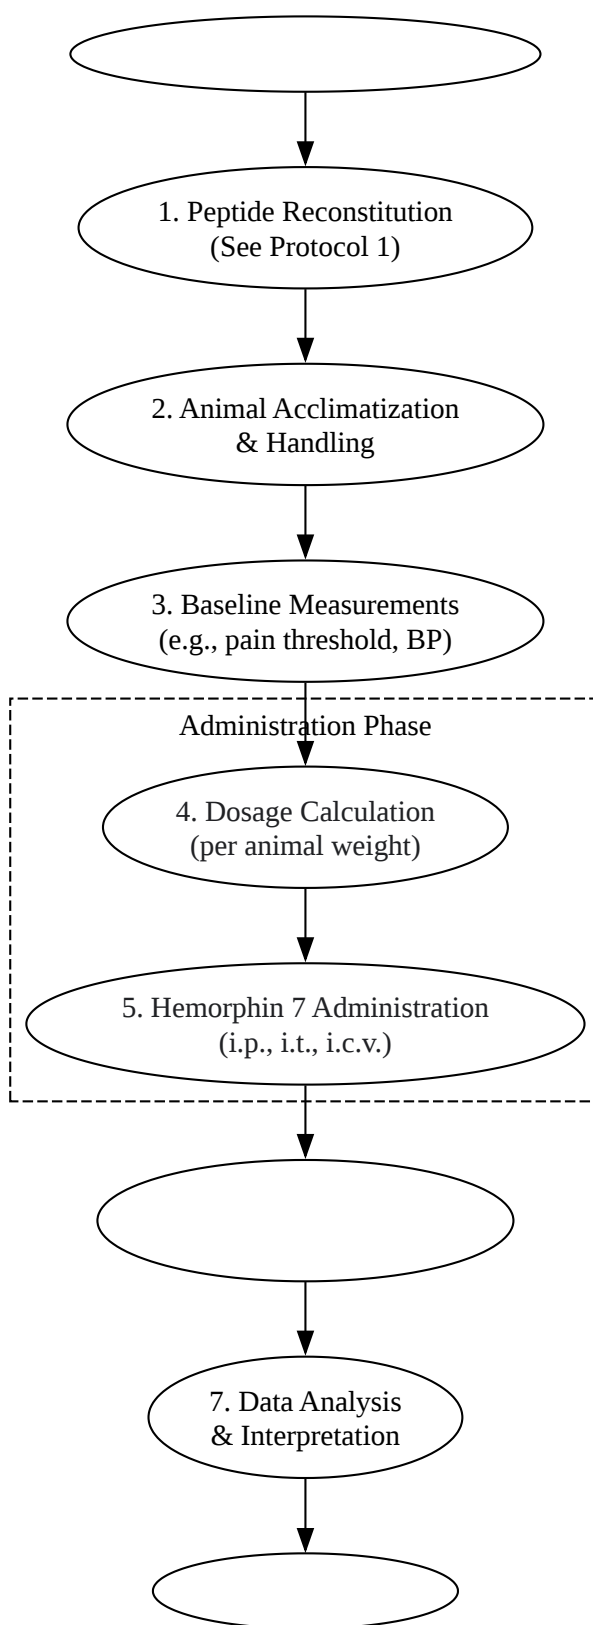 1. Peptide Reconstitution
(See Protocol 1)
2. Animal Acclimatization
& Handling
3. Baseline Measurements
(e.g., pain threshold, BP)
Administration Phase
4. Dosage Calculation
(per animal weight)
5. Hemorphin 7 Administration
(i.p., i.t., i.c.v.)
7. Data Analysis
& Interpretation